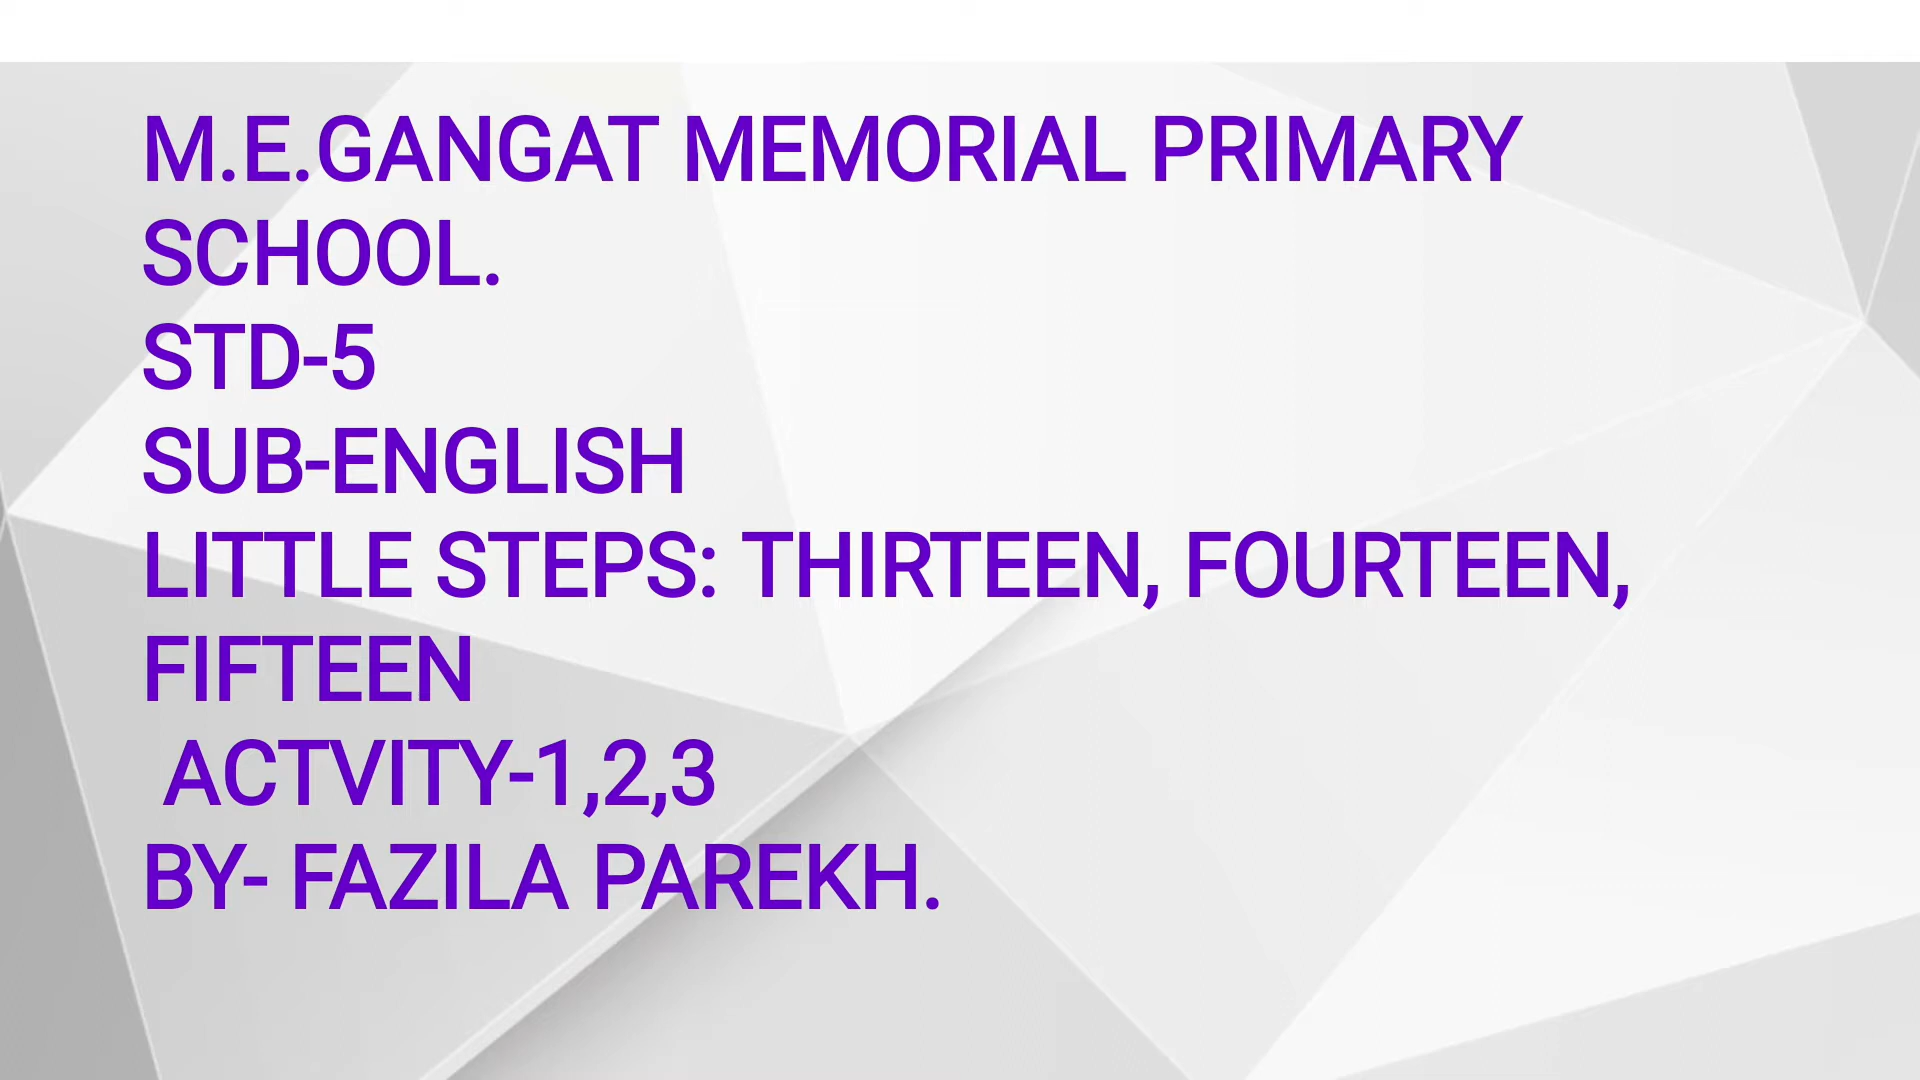 M.E.GANGAT MEMORIAL PRIMARY
SCHOOL.
STD-5
SUB-ENGLISH
LITTLE STEPS: THIRTEEN, FOURTEEN,
FIFTEEN
ACTVITY-1,2,3
BY- FAZILA PAREKH.